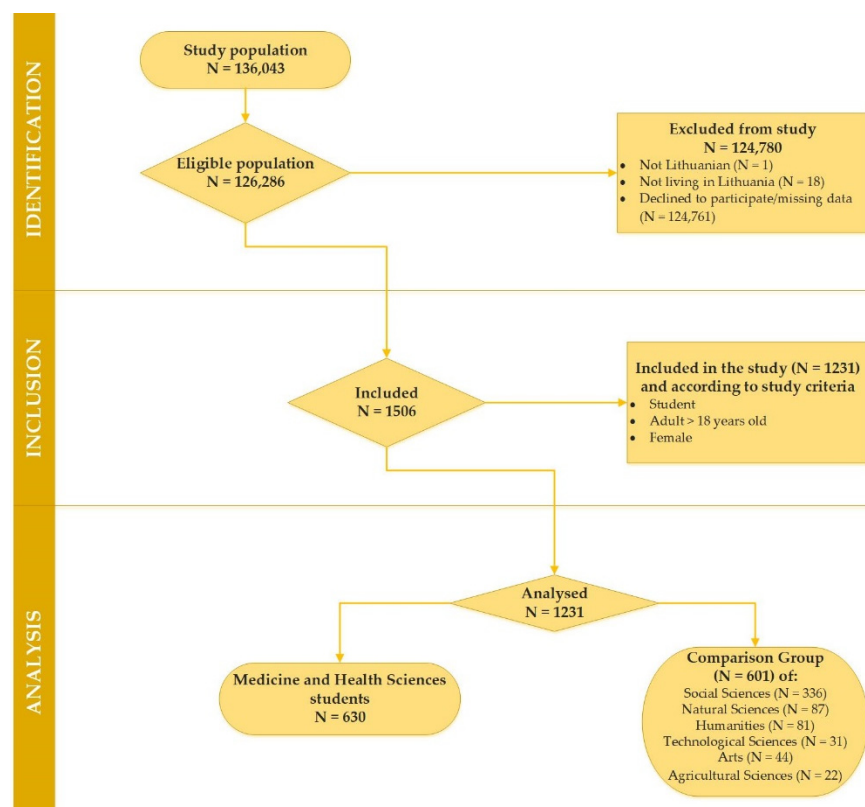 IDENTIFICATION
Study population
N = 136,043
Eligible population
N = 126,286
Excluded from study
N = 124,780
• Not Lithuanian (N = 1)
• Not living in Lithuania (N = 18)
• Declined to participate/missing data
(N = 124,761)
INCLUSION
Included
N = 1506
Included in the study (N = 1231)
and according to study criteria
• Student
• Adult > 18 years old
• Female
ANALYSIS
Analysed
N = 1231
Medicine and Health Sciences
students
N = 630
Comparison Group
(N = 601) of:
Social Sciences (N = 336)
Natural Sciences (N = 87)
Humanities (N = 81)
Technological Sciences (N = 31)
Arts (N = 44)
Agricultural Sciences (N = 22)